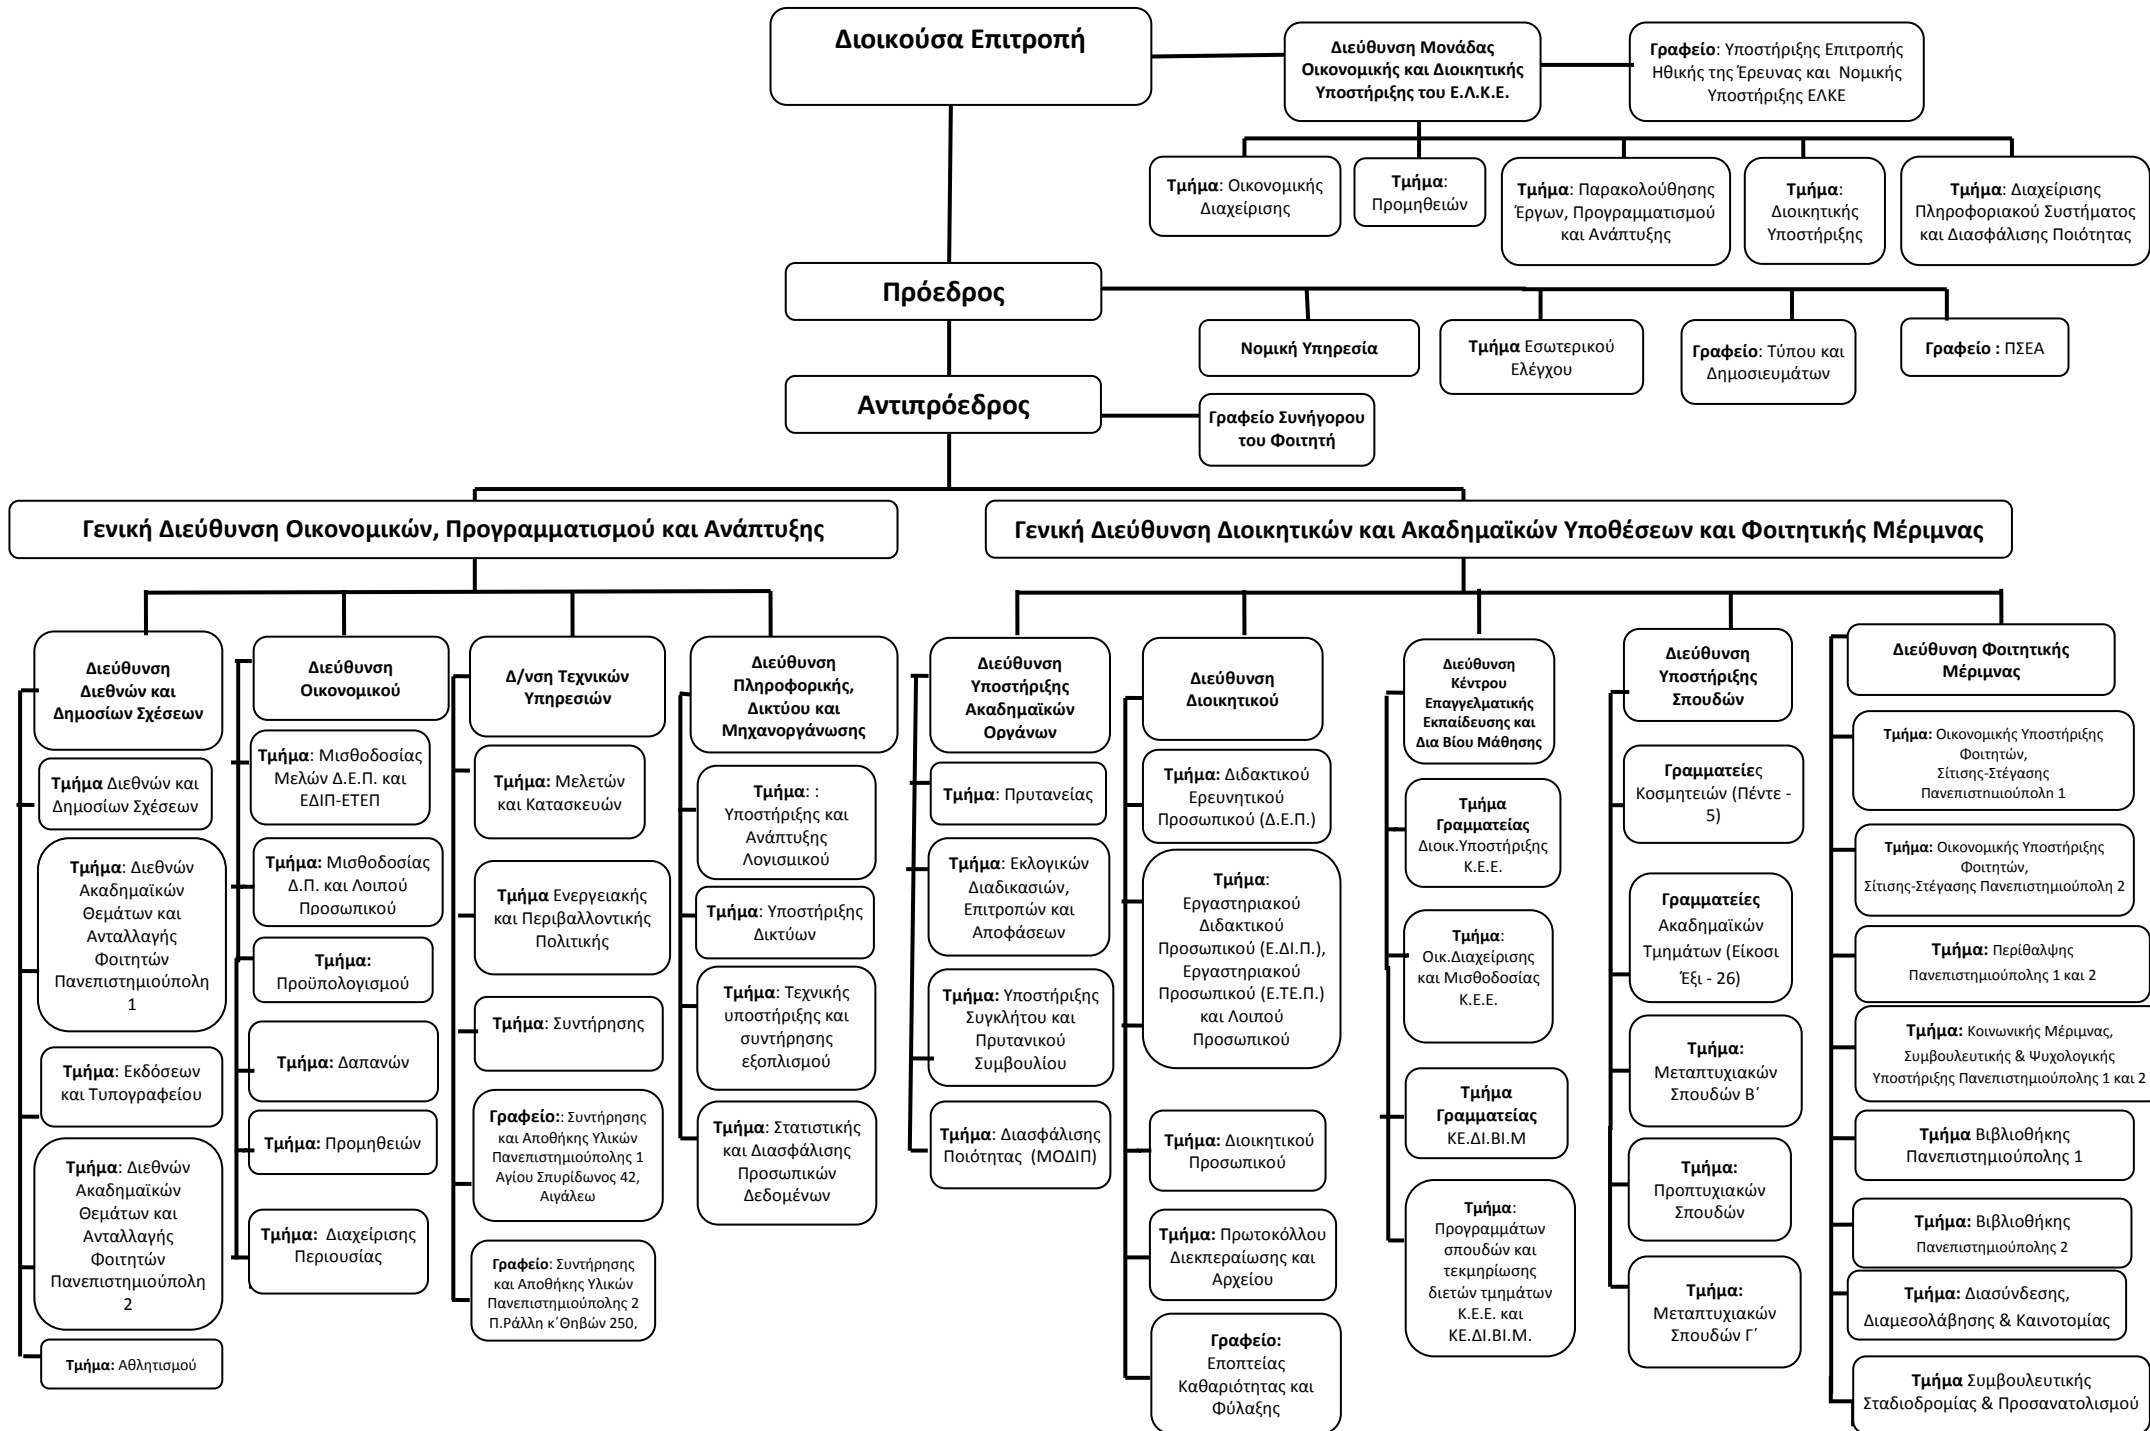 Διοικούσα Επιτροπή
Διεύθυνση Μονάδας
Οικονομικής και Διοικητικής
Υποστήριξης του Ε.Λ.Κ.Ε.
Γραφείο: Υποστήριξης Επιτροπής
Ηθικής της Έρευνας και Νομικής
Υποστήριξης ΕΛΚΕ
Τμήμα: Οικονομικής
Διαχείρισης
Τμήμα:
Προμηθειών
Τμήμα: Παρακολούθησης
Έργων, Προγραμματισμού
και Ανάπτυξης
Τμήμα:
Διοικητικής
Υποστήριξης
Τμήμα: Διαχείρισης
Πληροφοριακού Συστήματος
και Διασφάλισης Ποιότητας
Πρόεδρος
Νομική Υπηρεσία
Τμήμα Εσωτερικού
Ελέγχου
Γραφείο: Τύπου και
Δημοσιευμάτων
Γραφείο : ΠΣΕΑ
Αντιπρόεδρος
Γραφείο Συνήγορου
του Φοιτητή
Γενική Διεύθυνση Οικονομικών, Προγραμματισμού και Ανάπτυξης
Γενική Διεύθυνση Διοικητικών και Ακαδημαϊκών Υποθέσεων και Φοιτητικής Μέριμνας
Διεύθυνση
Διεθνών και
Δημοσίων Σχέσεων
Τμήμα Διεθνών και
Δημοσίων Σχέσεων
Τμήμα: Διεθνών
Ακαδημαϊκών
Θεμάτων και
Ανταλλαγής
Φοιτητών
Πανεπιστημιούπολη
1
Τμήμα: Εκδόσεων
και Τυπογραφείου
Τμήμα: Διεθνών
Ακαδημαϊκών
Θεμάτων και
Ανταλλαγής
Φοιτητών
Πανεπιστημιούπολη
2
Τμήμα: Αθλητισμού
Διεύθυνση
Οικονομικού
Τμήμα: Μισθοδοσίας
Μελών Δ.Ε.Π. και
ΕΔΙΠ-ΕΤΕΠ
Τμήμα: Μισθοδοσίας
Δ.Π. και Λοιπού
Προσωπικού
Τμήμα:
Προϋπολογισμού
Τμήμα: Δαπανών
Τμήμα: Προμηθειών
Τμήμα: Διαχείρισης
Περιουσίας
Δ/νση Τεχνικών
Υπηρεσιών
Τμήμα: Μελετών
και Κατασκευών
Τμήμα Ενεργειακής
και Περιβαλλοντικής
Πολιτικής
Τμήμα: Συντήρησης
Γραφείο:: Συντήρησης
και Αποθήκης Υλικών
Πανεπιστημιούπολης 1
Αγίου Σπυρίδωνος 42,
Αιγάλεω
Γραφείο: Συντήρησης
και Αποθήκης Υλικών
Πανεπιστημιούπολης 2
Π.Ράλλη κ΄Θηβών 250,
Διεύθυνση
Πληροφορικής,
Δικτύου και
Μηχανοργάνωσης
Τμήμα: :
Υποστήριξης και
Ανάπτυξης
Λογισμικού
Τμήμα: Υποστήριξης
Δικτύων
Τμήμα: Τεχνικής
υποστήριξης και
συντήρησης
εξοπλισμού
Τμήμα: Στατιστικής
και Διασφάλισης
Προσωπικών
Δεδομένων
Διεύθυνση
Υποστήριξης
Ακαδημαϊκών
Οργάνων
Τμήμα: Πρυτανείας
Τμήμα: Εκλογικών
Διαδικασιών,
Επιτροπών και
Αποφάσεων
Τμήμα: Υποστήριξης
Συγκλήτου και
Πρυτανικού
Συμβουλίου
Τμήμα: Διασφάλισης
Ποιότητας (ΜΟΔΙΠ)
Διεύθυνση
Διοικητικού
Τμήμα: Διδακτικού
Ερευνητικού
Προσωπικού (Δ.Ε.Π.)
Τμήμα:
Εργαστηριακού
Διδακτικού
Προσωπικού (Ε.ΔΙ.Π.),
Εργαστηριακού
Προσωπικού (Ε.ΤΕ.Π.)
και Λοιπού
Προσωπικού
Τμήμα: Διοικητικού
Προσωπικού
Τμήμα: Πρωτοκόλλου
Διεκπεραίωσης και
Αρχείου
Γραφείο:
Εποπτείας
Καθαριότητας και
Φύλαξης
Διεύθυνση
Κέντρου
Επαγγελματικής
Εκπαίδευσης και
Δια Βίου Μάθησης
Τμήμα
Γραμματείας
Διοικ.Υποστήριξης
Κ.Ε.Ε.
Τμήμα:
Οικ.Διαχείρισης
και Μισθοδοσίας
Κ.Ε.Ε.
Τμήμα
Γραμματείας
ΚΕ.ΔΙ.ΒΙ.Μ
Τμήμα:
Προγραμμάτων
σπουδών και
τεκμηρίωσης
διετών τμημάτων
Κ.Ε.Ε. και
ΚΕ.ΔΙ.ΒΙ.Μ.
Διεύθυνση
Υποστήριξης
Σπουδών
Γραμματείες
Κοσμητειών (Πέντε -
5)
Γραμματείες
Ακαδημαϊκών
Τμημάτων (Είκοσι
Έξι - 26)
Τμήμα:
Μεταπτυχιακών
Σπουδών Β΄
Τμήμα:
Προπτυχιακών
Σπουδών
Τμήμα:
Μεταπτυχιακών
Σπουδών Γ΄
Διεύθυνση Φοιτητικής
Μέριμνας
Τμήμα: Οικονομικής Υποστήριξης
Φοιτητών,
Σίτισης-Στέγασης
Πανεπιστημιούπολη 1
Τμήμα: Οικονομικής Υποστήριξης
Φοιτητών,
Σίτισης-Στέγασης Πανεπιστημιούπολη 2
Τμήμα: Περίθαλψης
Πανεπιστημιούπολης 1 και 2
Τμήμα: Κοινωνικής Μέριμνας,
Συμβουλευτικής & Ψυχολογικής
Υποστήριξης Πανεπιστημιούπολης 1 και 2
Τμήμα Βιβλιοθήκης
Πανεπιστημιούπολης 1
Τμήμα: Βιβλιοθήκης
Πανεπιστημιούπολης 2
Τμήμα: Διασύνδεσης,
Διαμεσολάβησης & Καινοτομίας
Τμήμα Συμβουλευτικής
Σταδιοδρομίας & Προσανατολισμού